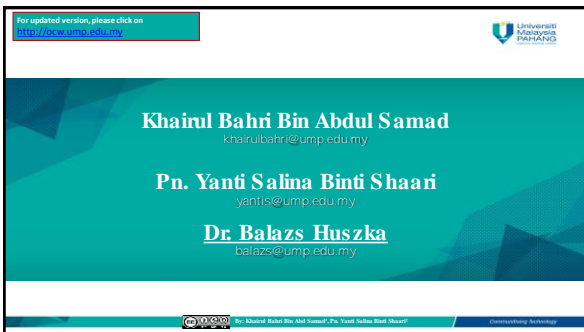 For updated version, please click on
http://ocw.ump.edu.my
Universiti
Malaysia
PAHANG
Khairul Bahri Bin Abdul Samad
khairulbahri@ump.edu.my
Pn. Yanti Salina Binti Shaari
yantis@ump.edu.my
Dr. Balazs Huszka
balazs@ump.edu.my
By: Khairul Bahri Bin Abd Samad¹, Pn. Yanti Salina Binti Shaari²
Communitising Technology